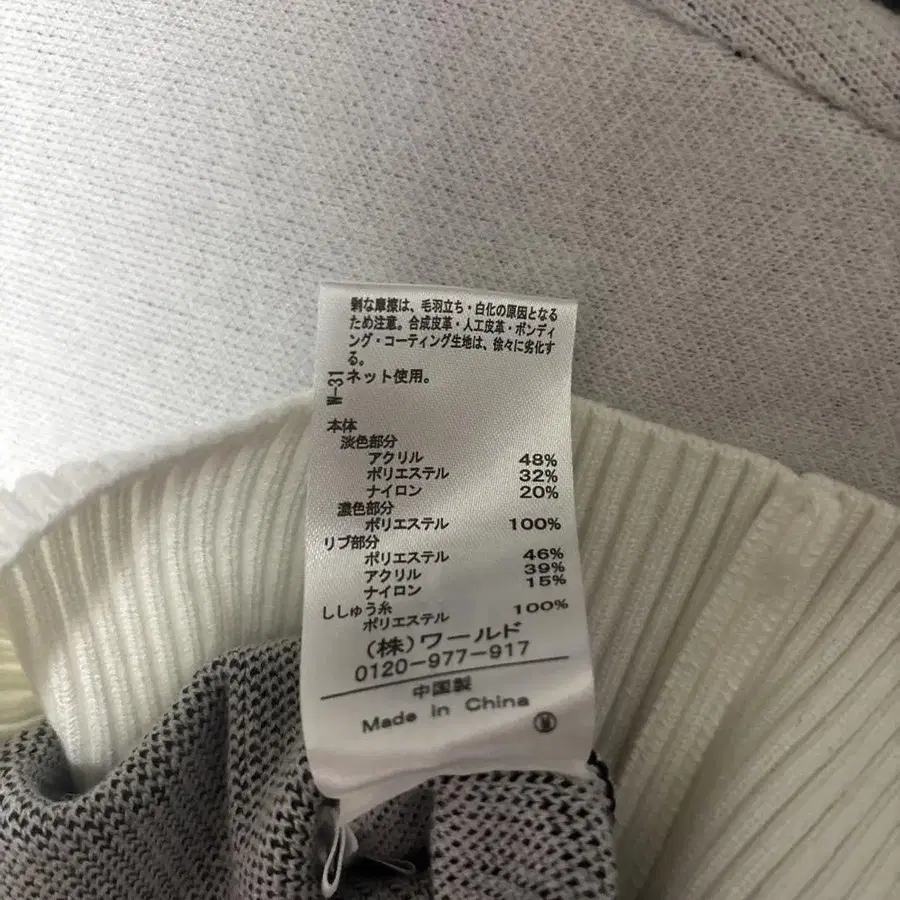 剰な摩擦は、毛羽立ち・白化の原因となる
ため注意。合成皮革・人工皮革・ボンディ
ング・コーティング生地は、徐々に劣化す
る。
ネット使用。
W-31
本体
淡色部分
アクリル 48%
ポリエステル 32%
ナイロン 20%
濃色部分
ポリエステル 100%
リブ部分
ポリエステル 46%
アクリル 39%
ナイロン 15%
ししゅう糸
ポリエステル 100%
(株)ワールド
0120-977-917
中国製
Made in China